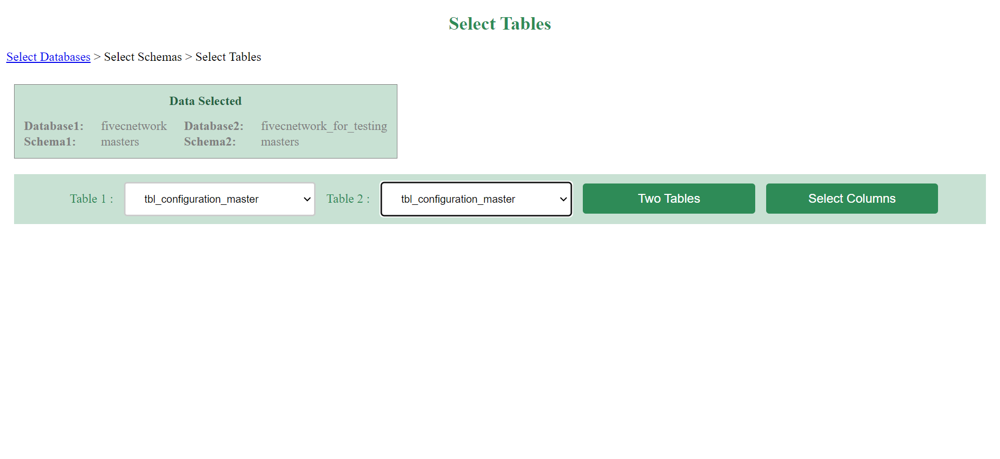 Select Tables
Select Databases > Select Schemas > Select Tables
Data Selected
Database1: fivecnetwork Database2: fivecnetwork_for_testing
Schema1: masters Schema2: masters
Table 1 : tbl_configuration_master Table 2 : tbl_configuration_master Two Tables Select Columns